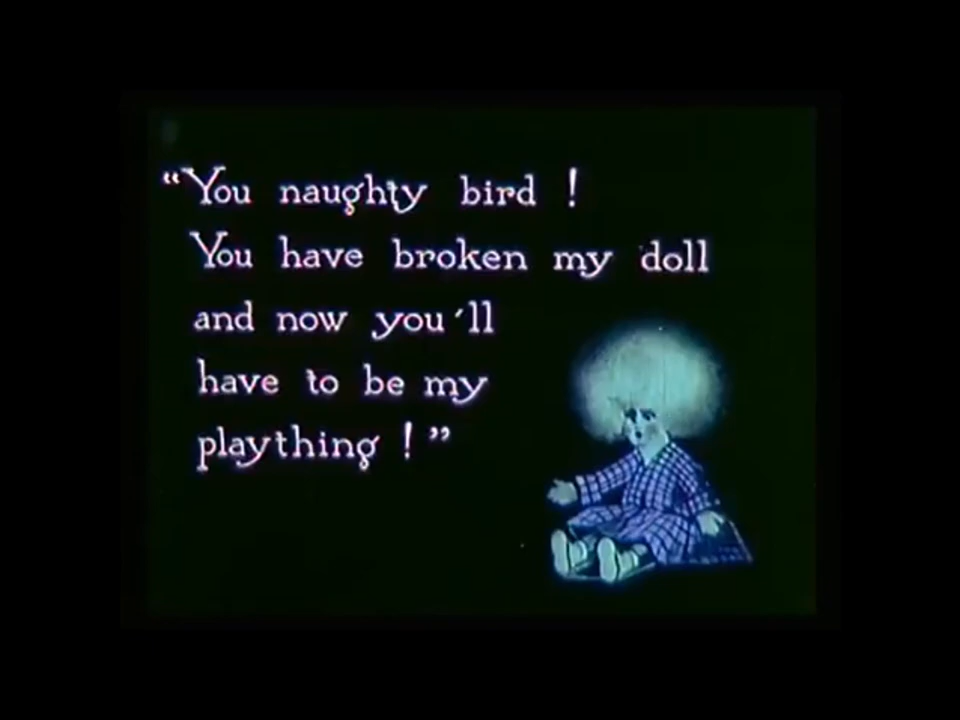 “You naughty bird !
You have broken my doll
and now you'll
have to be my
plaything ! ”